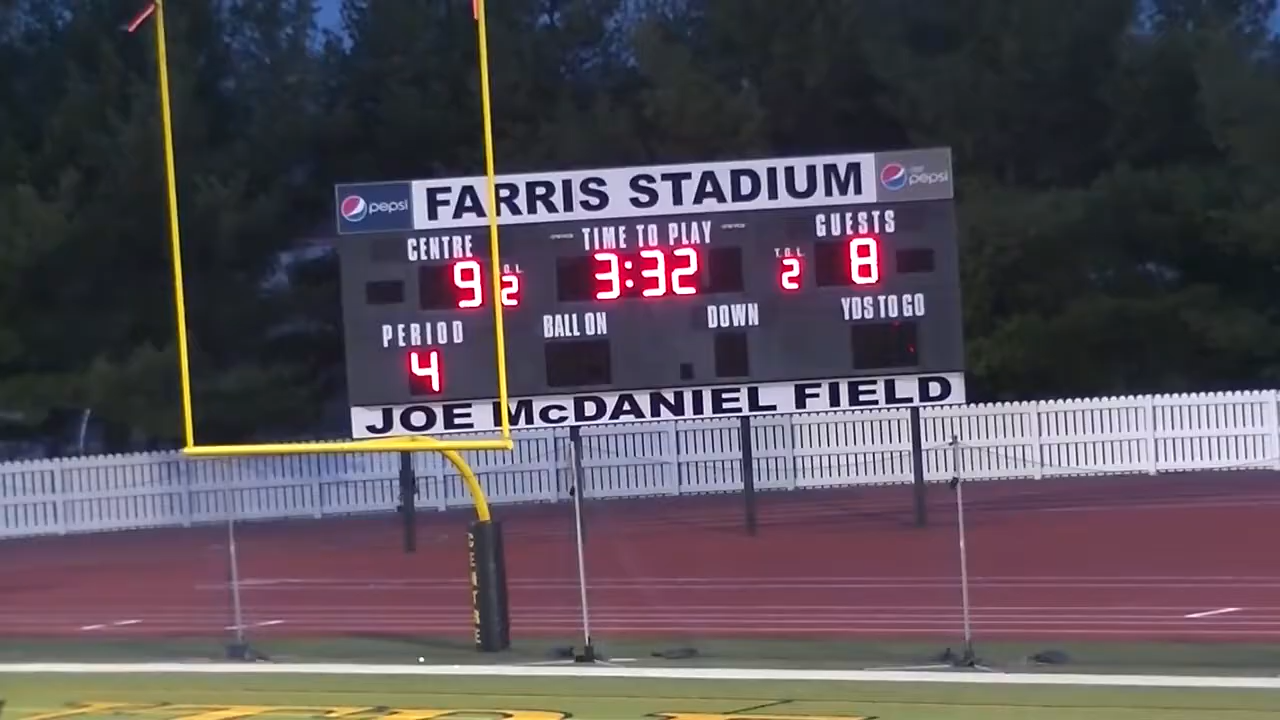 pepsi FARRIS STADIUM pepsi
CENTRE TIME TO PLAY GUESTS
9 T.O.L. 2 3:32 T.O.L. 2 8
PERIOD BALL ON DOWN YDS TO GO
4
JOE McDANIEL FIELD
CENTRE